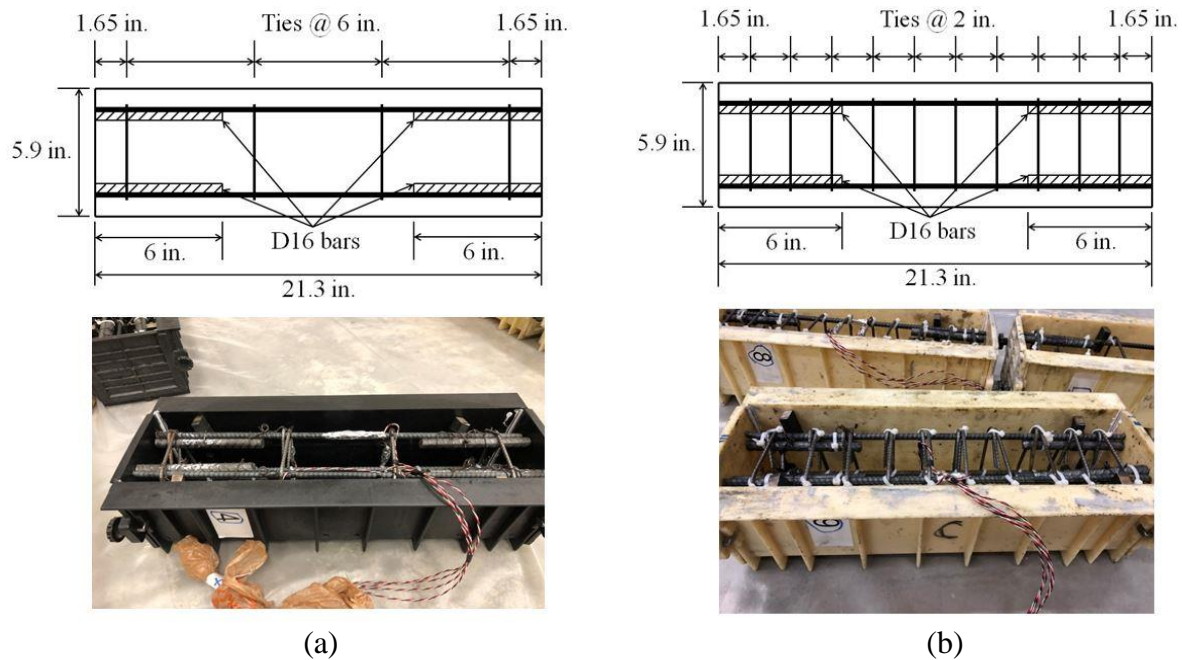 1.65 in. Ties @ 6 in. 1.65 in.
5.9 in.
D16 bars
6 in. 6 in.
21.3 in.
1.65 in. Ties @ 2 in. 1.65 in.
5.9 in.
D16 bars
6 in. 6 in.
21.3 in.
A
X
8
9
C
(a) (b)